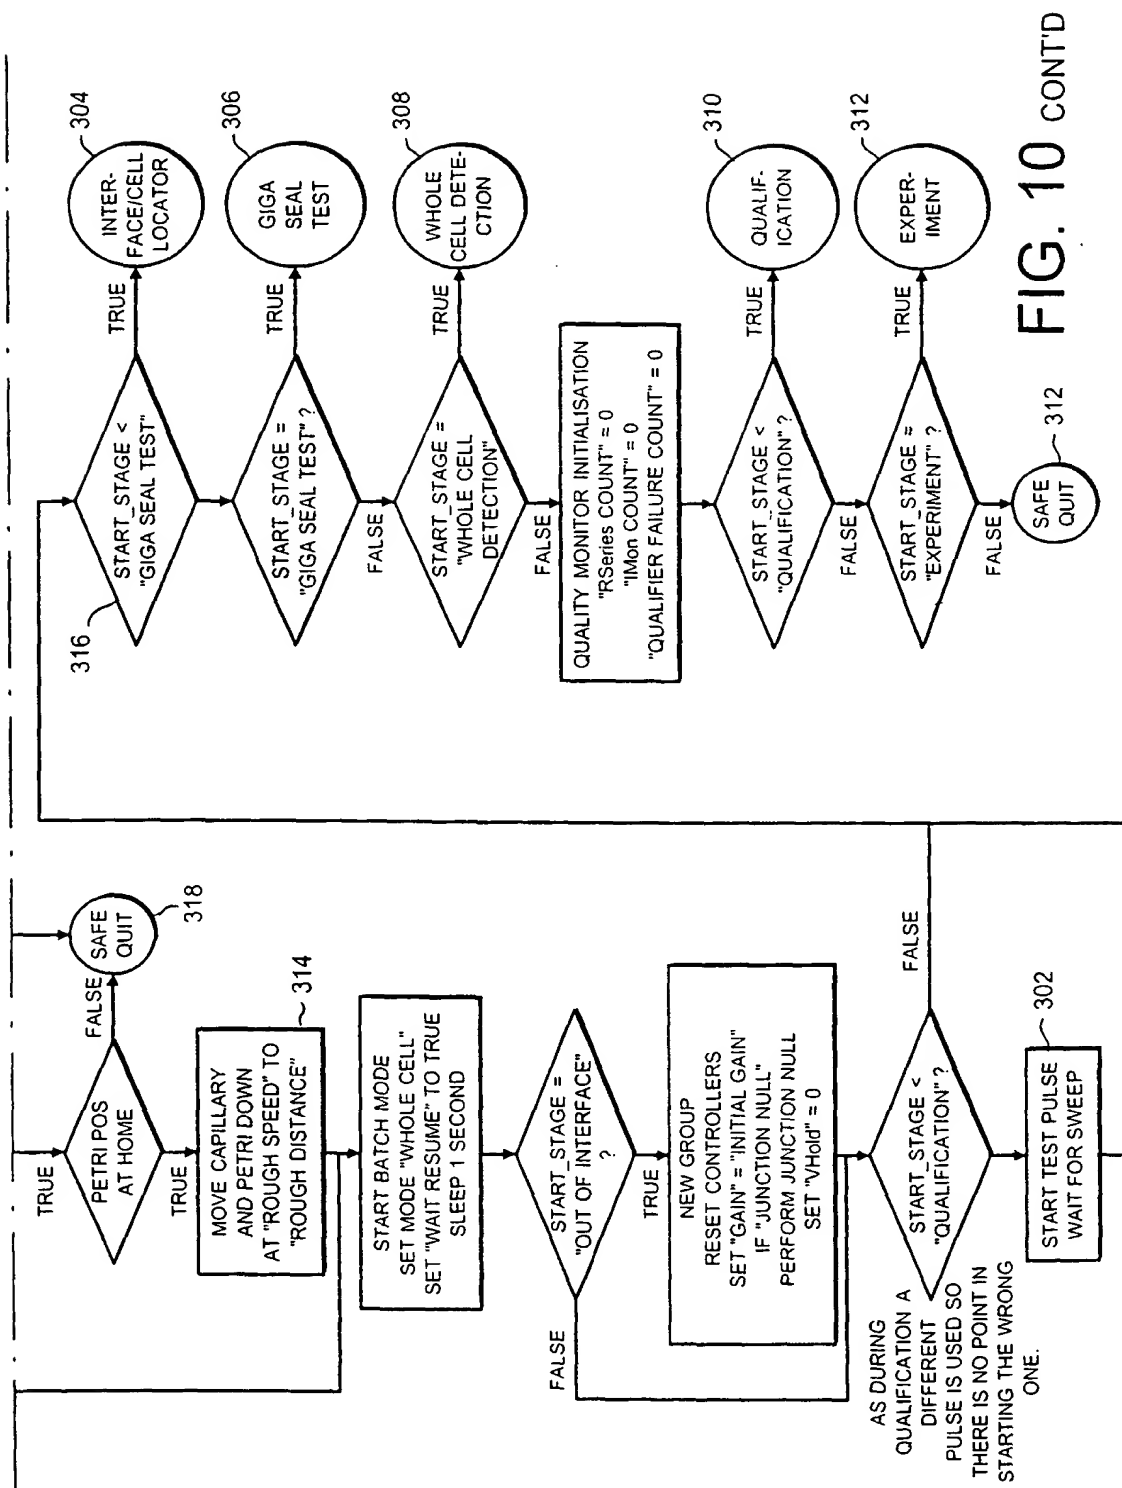 TRUE
PETRI POS
AT HOME
FALSE
SAFE
QUIT
318
TRUE
MOVE CAPILLARY
AND PETRI DOWN
AT "ROUGH SPEED" TO
"ROUGH DISTANCE"
314
START BATCH MODE
SET MODE "WHOLE CELL"
SET "WAIT RESUME" TO TRUE
SLEEP 1 SECOND
START_STAGE =
"OUT OF INTERFACE"
?
FALSE
TRUE
NEW GROUP
RESET CONTROLLERS
SET "GAIN" = "INITIAL GAIN"
IF "JUNCTION NULL"
PERFORM JUNCTION NULL
SET "VHold" = 0
START_STAGE <
"QUALIFICATION" ?
FALSE
AS DURING
QUALIFICATION A
DIFFERENT
PULSE IS USED SO
THERE IS NO POINT IN
STARTING THE WRONG
ONE.
START TEST PULSE
WAIT FOR SWEEP
302
316
START_STAGE <
"GIGA SEAL TEST"
TRUE
INTER-
FACE/CELL
LOCATOR
304
START_STAGE =
"GIGA SEAL TEST" ?
TRUE
GIGA
SEAL
TEST
306
FALSE
START_STAGE =
"WHOLE CELL
DETECTION"
TRUE
WHOLE
CELL DETE-
CTION
308
FALSE
QUALITY MONITOR INITIALISATION
"RSeries COUNT" = 0
"IMon COUNT" = 0
"QUALIFIER FAILURE COUNT" = 0
START_STAGE <
"QUALIFICATION" ?
TRUE
QUALIF-
ICATION
310
FALSE
START_STAGE =
"EXPERIMENT" ?
TRUE
EXPER-
IMENT
312
FALSE
SAFE
QUIT
312
FIG. 10 CONT'D